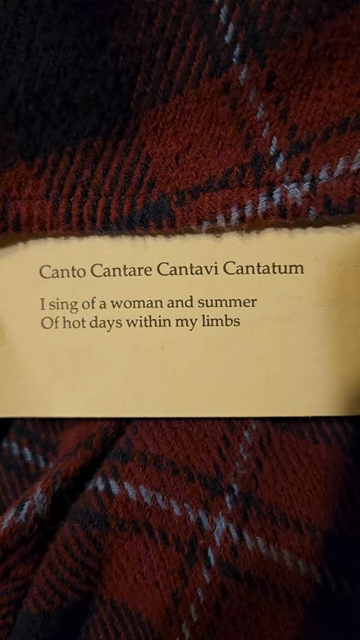 Canto Cantare Cantavi Cantatum
I sing of a woman and summer
Of hot days within my limbs